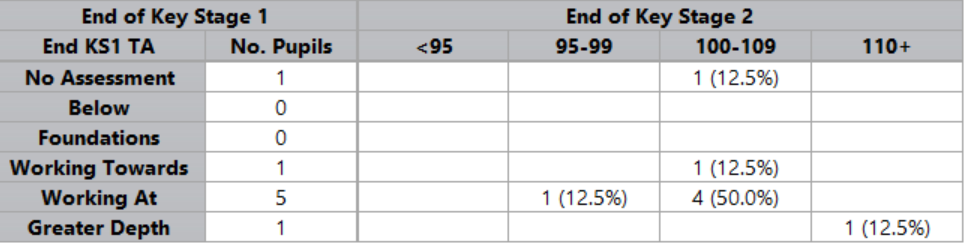 End of Key Stage 1 End of Key Stage 2
End KS1 TA No. Pupils <95 95-99 100-109 110+
No Assessment 1 1 (12.5%)
Below 0
Foundations 0
Working Towards 1 1 (12.5%)
Working At 5 1 (12.5%) 4 (50.0%)
Greater Depth 1 1 (12.5%)